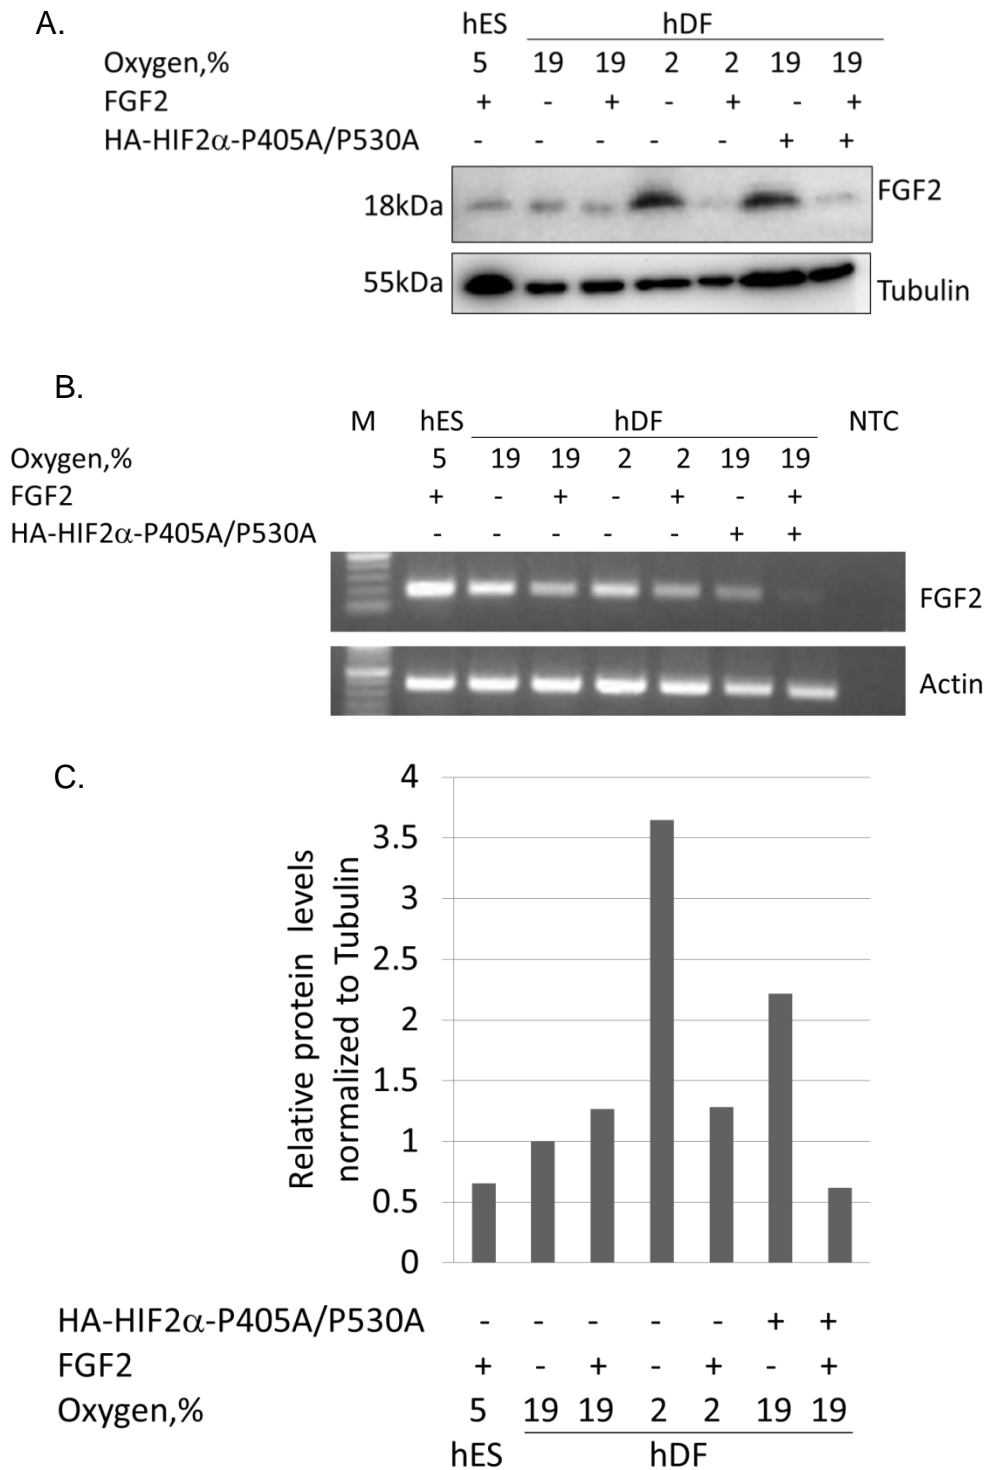 A.
hES hDF
Oxygen,% 5 19 19 2 2 19 19
FGF2 + - + - + - +
HA-HIF2α-P405A/P530A - - - - - + +
18kDa FGF2
55kDa Tubulin
B.
M hES hDF NTC
Oxygen,% 5 19 19 2 2 19 19
FGF2 + - + - + - +
HA-HIF2α-P405A/P530A - - - - - + +
FGF2
Actin
C.
Relative protein levels
normalized to Tubulin
4
3.5
3
2.5
2
1.5
1
0.5
0
HA-HIF2α-P405A/P530A - - - - - + +
FGF2 + - + - + - +
Oxygen,% 5 19 19 2 2 19 19
hES hDF